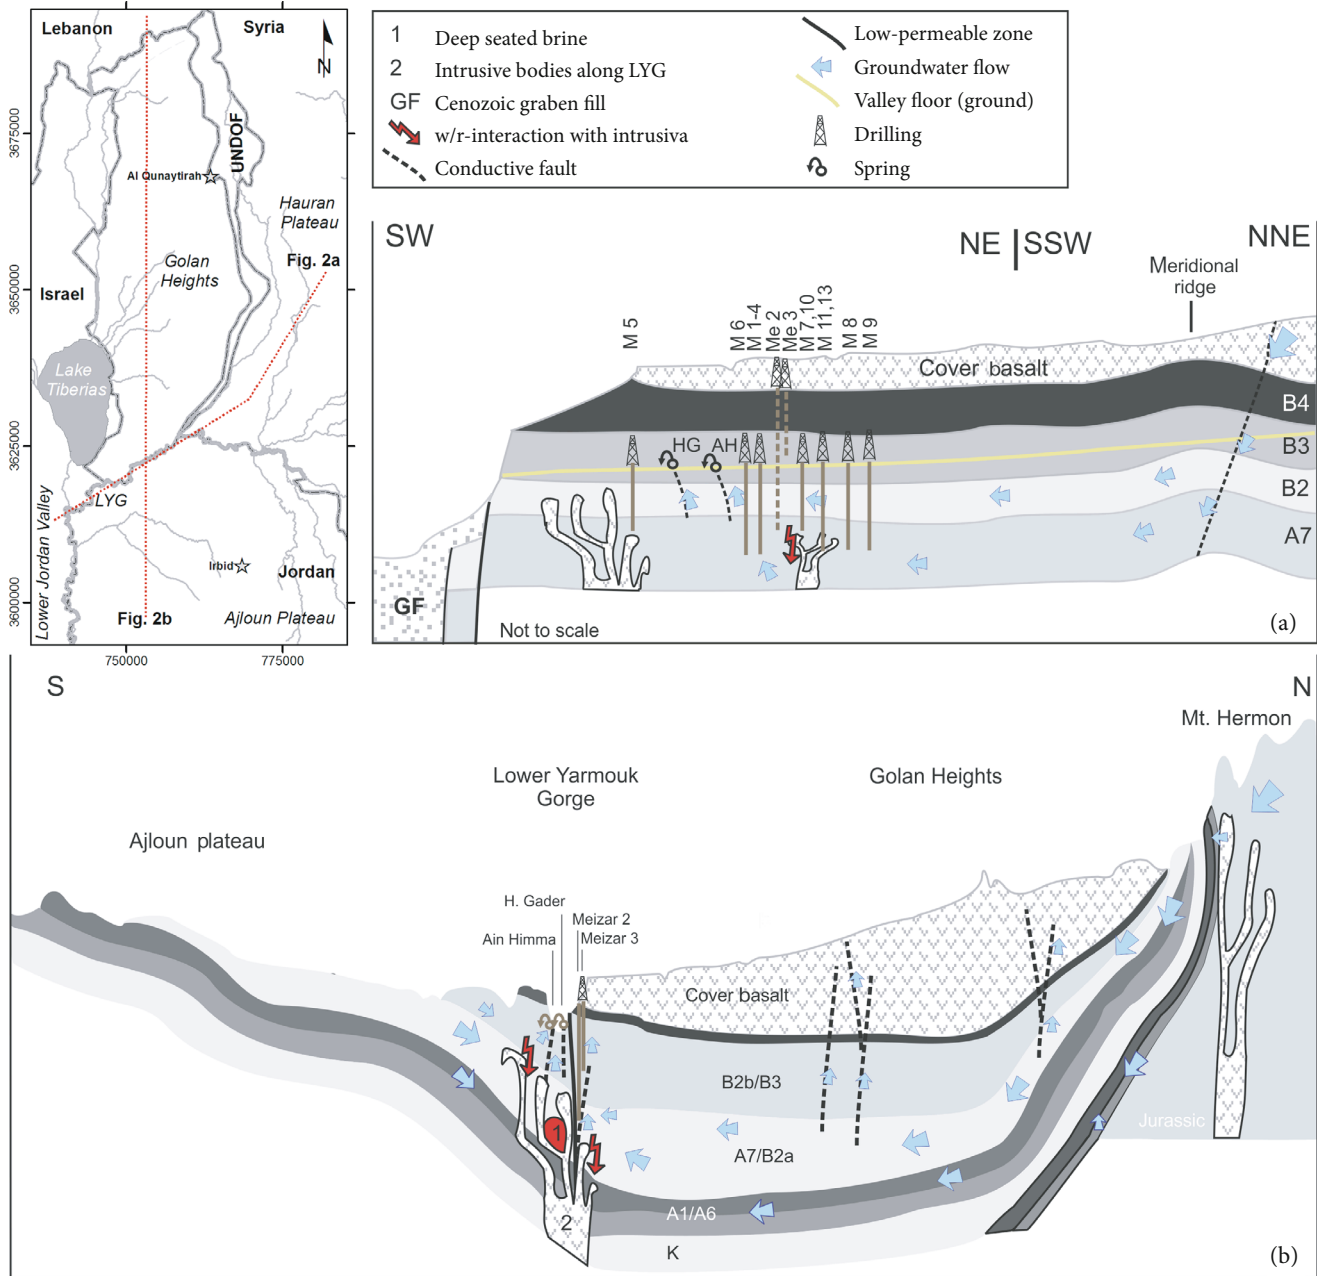 Lebanon
Syria
N
UNDOF
Al Qunaytirah
Hauran
Plateau
Golan
Heights
Fig. 2a
Israel
Lake
Tiberias
LYG
Lower Jordan Valley
Irbid
Jordan
Fig. 2b
Ajloun Plateau
3675000
3650000
3625000
3600000
750000
775000
1 Deep seated brine
2 Intrusive bodies along LYG
GF Cenozoic graben fill
w/r-interaction with intrusiva
Conductive fault
Low-permeable zone
Groundwater flow
Valley floor (ground)
Drilling
Spring
SW
NE
SSW
NNE
Meridional
ridge
M 5
M 6
M 1-4
Me 2
Me 3
M 7,10
M 11,13
M 8
M 9
Cover basalt
B4
B3
B2
A7
HG
AH
GF
Not to scale
(a)
S
N
Mt. Hermon
Lower Yarmouk
Gorge
Golan Heights
Ajloun plateau
H. Gader
Ain Himma
Meizar 2
Meizar 3
Cover basalt
B2b/B3
A7/B2a
A1/A6
K
Jurassic
1
2
(b)